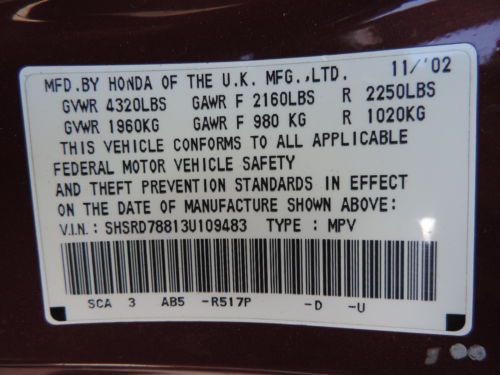 MFD.BY HONDA OF THE U.K. MFG.,LTD. 11/'02
GVWR 4320LBS GAWR F 2160LBS R 2250LBS
GVWR 1960KG GAWR F 980 KG R 1020KG
THIS VEHICLE CONFORMS TO ALL APPLICABLE
FEDERAL MOTOR VEHICLE SAFETY
AND THEFT PREVENTION STANDARDS IN EFFECT
ON THE DATE OF MANUFACTURE SHOWN ABOVE:
V.I.N.: SHSRD78813U109483 TYPE : MPV
SCA 3 AB5 -R517P -D -U